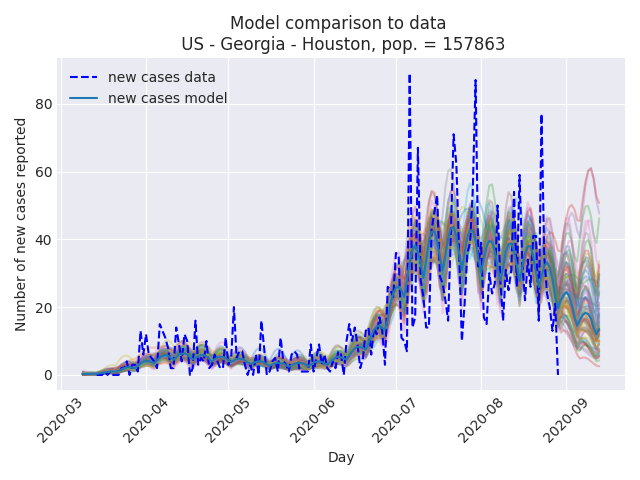 Model comparison to data
US - Georgia - Houston, pop. = 157863
new cases data
new cases model
Number of new cases reported
80
60
40
20
0
2020-03
2020-04
2020-05
2020-06
2020-07
2020-08
2020-09
Day